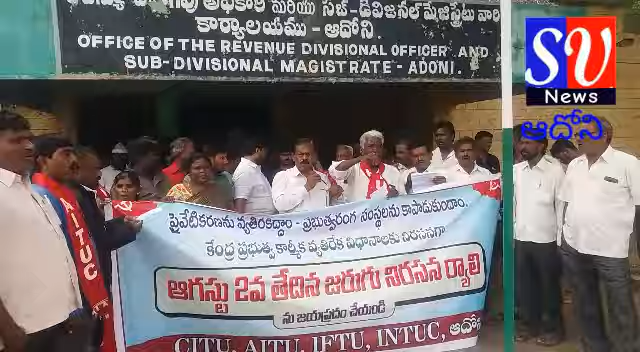 కార్యాలయము - ఆదోని.
OFFICE OF THE REVENUE DIVISIONAL OFFICER AND
SUB-DIVISIONAL MAGISTRATE - ADONI.
SV
News
ఆదోని
AITUC
ప్రైవేటీకరణను వ్యతిరేకిద్దాం - ప్రభుత్వరంగ సంస్థలను కాపాడుకుందాం.
కేంద్ర ప్రభుత్వ కార్మిక వ్యతిరేక విధానాలకు నిరసనగా
ఆగస్టు 2వ తేదిన జరుగు నిరసన ర్యాలి
ను జయప్రదం చేయండి
CITU, AITU, IFTU, INTUC, ఆదోని